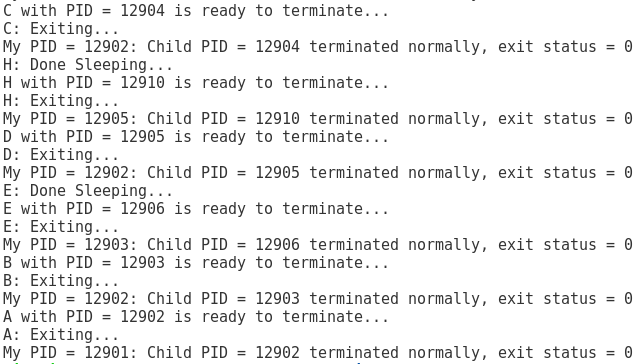 C with PID = 12904 is ready to terminate...
C: Exiting...
My PID = 12902: Child PID = 12904 terminated normally, exit status = 0
H: Done Sleeping...
H with PID = 12910 is ready to terminate...
H: Exiting...
My PID = 12905: Child PID = 12910 terminated normally, exit status = 0
D with PID = 12905 is ready to terminate...
D: Exiting...
My PID = 12902: Child PID = 12905 terminated normally, exit status = 0
E: Done Sleeping...
E with PID = 12906 is ready to terminate...
E: Exiting...
My PID = 12903: Child PID = 12906 terminated normally, exit status = 0
B with PID = 12903 is ready to terminate...
B: Exiting...
My PID = 12902: Child PID = 12903 terminated normally, exit status = 0
A with PID = 12902 is ready to terminate...
A: Exiting...
My PID = 12901: Child PID = 12902 terminated normally, exit status = 0